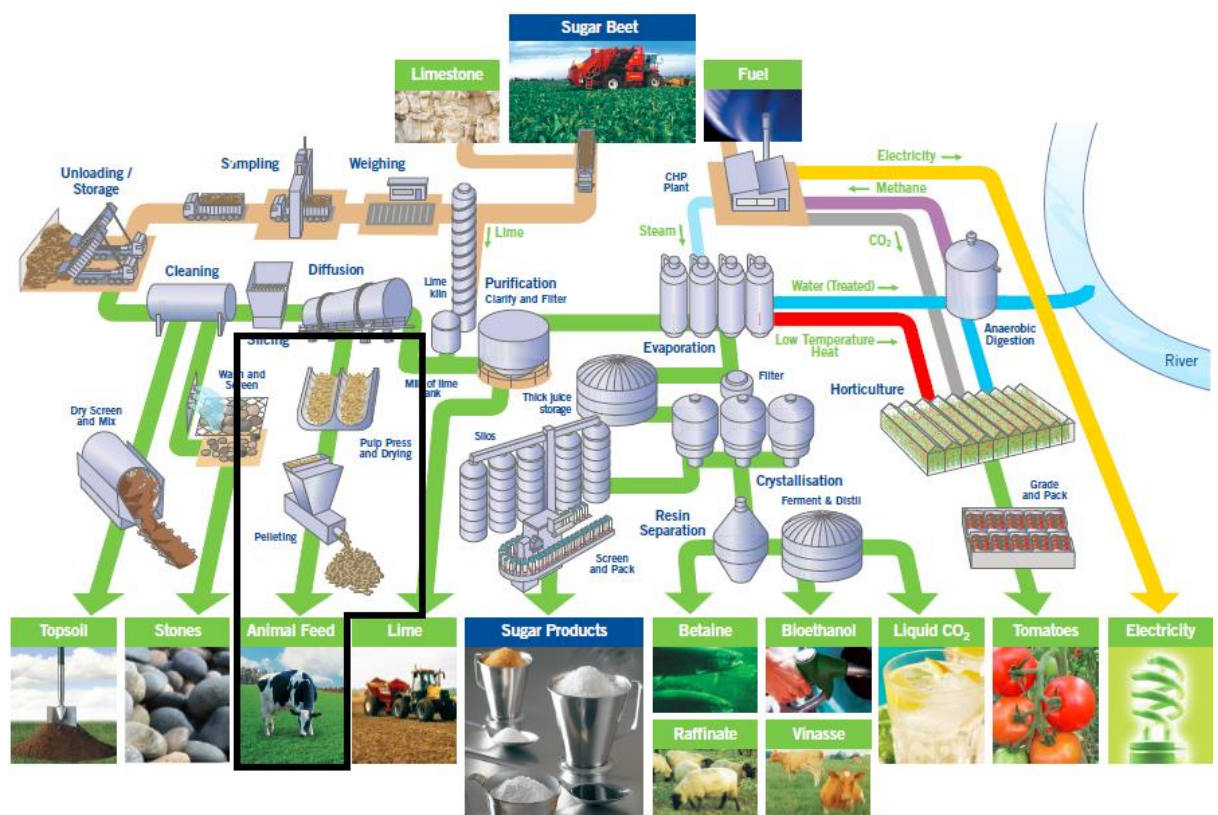 Sugar Beet
Limestone
Fuel
Sampling
Weighing
Unloading /
Storage
CHP
Plant
Electricity
Methane
Steam
CO₂
Lime
Cleaning
Diffusion
Lime
kiln
Purification
Clarify and Filter
Water (Treated)
Anaerobic
Digestion
River
Slicing
Evaporation
Low Temperature
Heat
Wash and
Screen
Milk of lime
tank
Thick juice
storage
Filter
Horticulture
Dry Screen
and Mix
Pulp Press
and Drying
Silos
Crystallisation
Ferment & Distil
Grade
and Pack
Resin
Separation
Pelleting
Screen
and Pack
Topsoil
Stones
Animal Feed
Lime
Sugar Products
Betaine
Bioethanol
Liquid CO₂
Tomatoes
Electricity
Raffinate
Vinasse